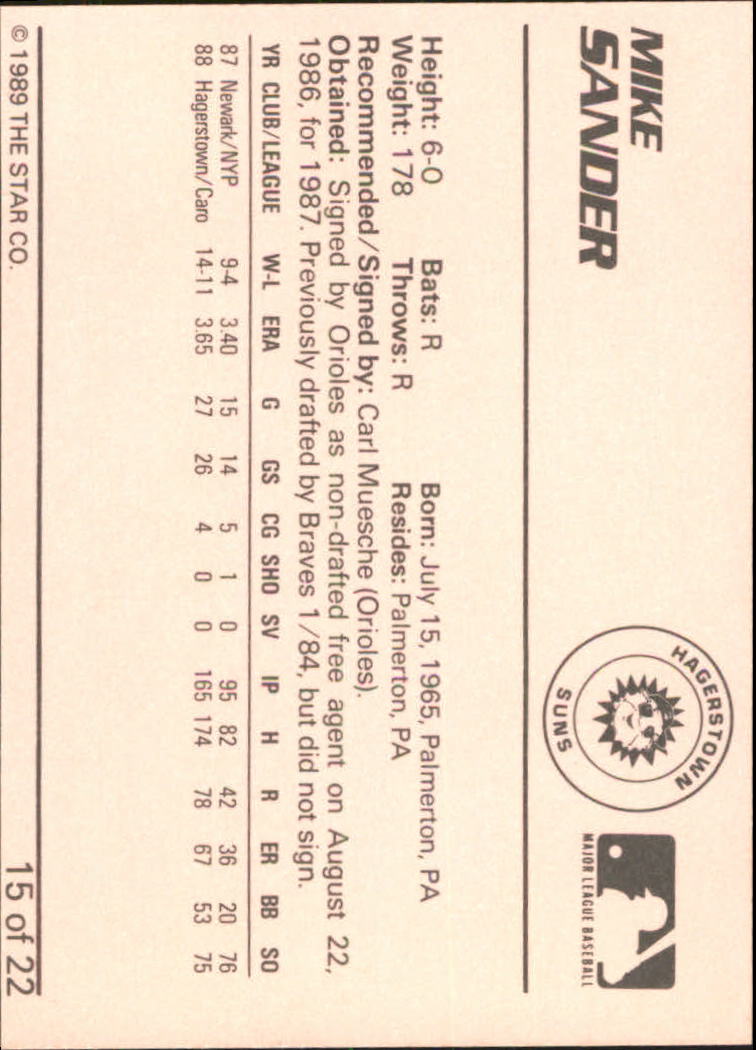 MIKE
SANDER
HAGERSTOWN
SUNS
MAJOR LEAGUE BASEBALL
Height: 6-0 Bats: R Born: July 15, 1965, Palmerton, PA
Weight: 178 Throws: R Resides: Palmerton, PA
Recommended/Signed by: Carl Muesche (Orioles).
Obtained: Signed by Orioles as non-drafted free agent on August 22,
1986, for 1987. Previously drafted by Braves 1/84, but did not sign.
YR CLUB/LEAGUE W-L ERA G GS CG SHO SV IP H R ER BB SO
87 Newark/NYP 9-4 3.40 15 14 5 1 0 95 82 42 36 20 76
88 Hagerstown/Caro 14-11 3.65 27 26 4 0 0 165 174 78 67 53 75
© 1989 THE STAR CO. 15 of 22